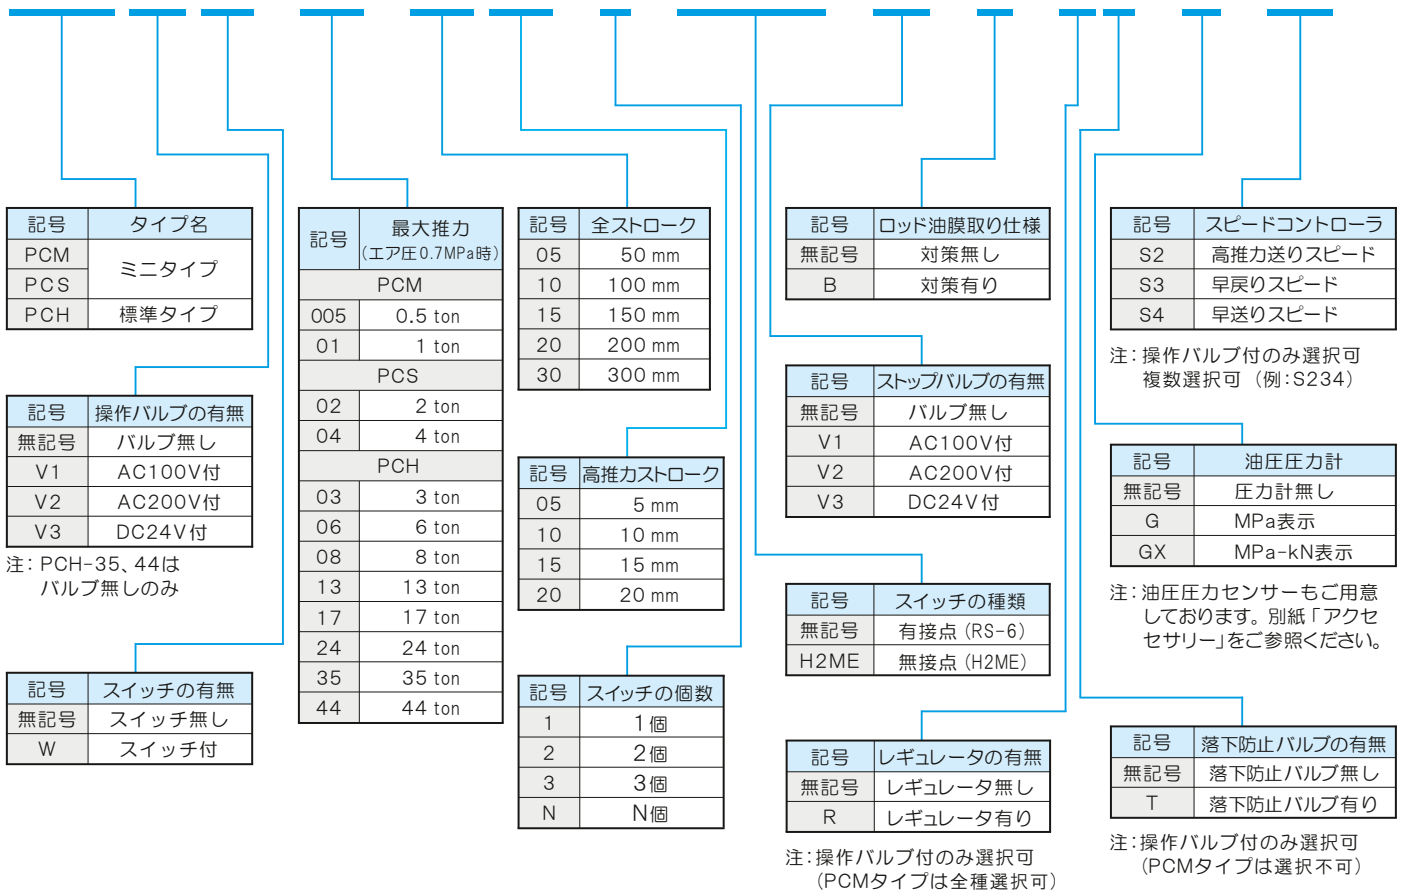 記号 タイプ名
PCM ミニタイプ
PCS
PCH 標準タイプ
記号 操作バルブの有無
無記号 バルブ無し
V1 AC100V付
V2 AC200V付
V3 DC24V付
注：PCH-35、44は
バルブ無しのみ
記号 スイッチの有無
無記号 スイッチ無し
W スイッチ付
記号 最大推力
(エア圧0.7MPa時)
PCM
005 0.5 ton
01 1 ton
PCS
02 2 ton
04 4 ton
PCH
03 3 ton
06 6 ton
08 8 ton
13 13 ton
17 17 ton
24 24 ton
35 35 ton
44 44 ton
記号 全ストローク
05 50 mm
10 100 mm
15 150 mm
20 200 mm
30 300 mm
記号 高推力ストローク
05 5 mm
10 10 mm
15 15 mm
20 20 mm
記号 スイッチの個数
1 1個
2 2個
3 3個
N N個
記号 ロッド油膜取り仕様
無記号 対策無し
B 対策有り
記号 ストップバルブの有無
無記号 バルブ無し
V1 AC100V付
V2 AC200V付
V3 DC24V付
記号 スイッチの種類
無記号 有接点(RS-6)
H2ME 無接点(H2ME)
記号 レギュレータの有無
無記号 レギュレータ無し
R レギュレータ有り
注：操作バルブ付のみ選択可
(PCMタイプは全種選択可)
記号 スピードコントローラ
S2 高推力送りスピード
S3 早戻りスピード
S4 早送りスピード
注：操作バルブ付のみ選択可
複数選択可（例：S234）
記号 油圧圧力計
無記号 圧力計無し
G MPa表示
GX MPa-kN表示
注：油圧圧力センサーもご用意
しております。別紙「アクセ
セサリー」をご参照ください。
記号 落下防止バルブの有無
無記号 落下防止バルブ無し
T 落下防止バルブ有り
注：操作バルブ付のみ選択可
(PCMタイプは選択不可)